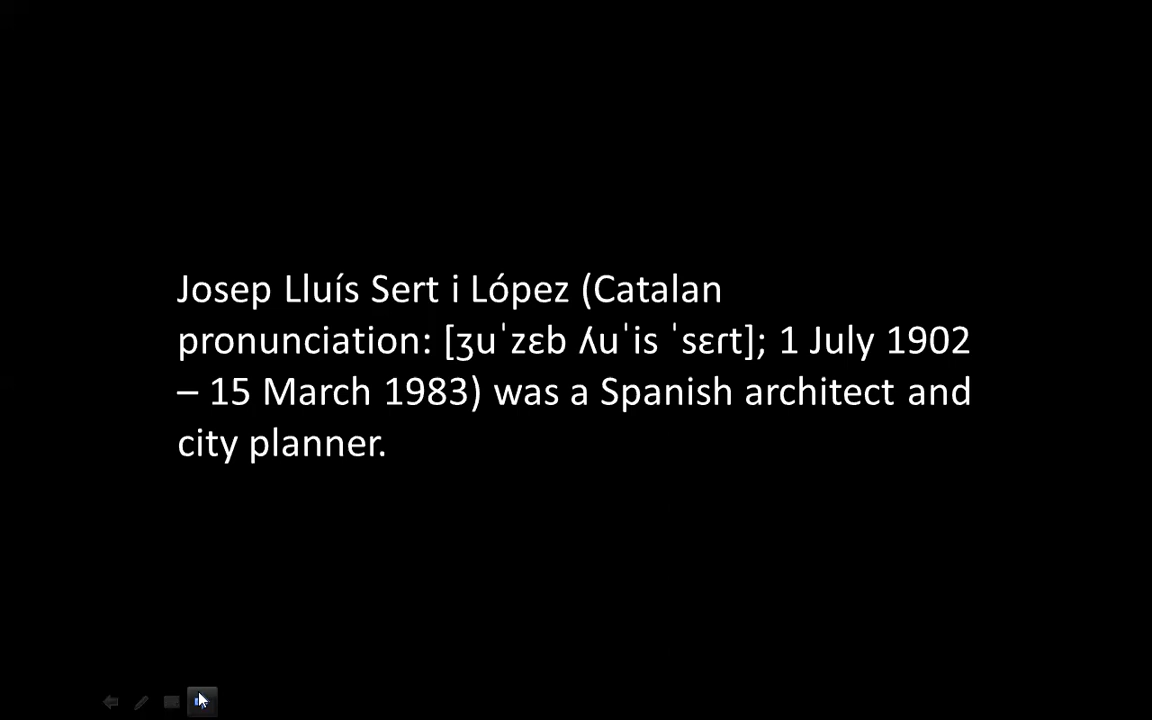 Josep Lluís Sert i López (Catalan
pronunciation: [ʒuˈzɛb ʎuˈis ˈsɛɾt]; 1 July 1902
– 15 March 1983) was a Spanish architect and
city planner.